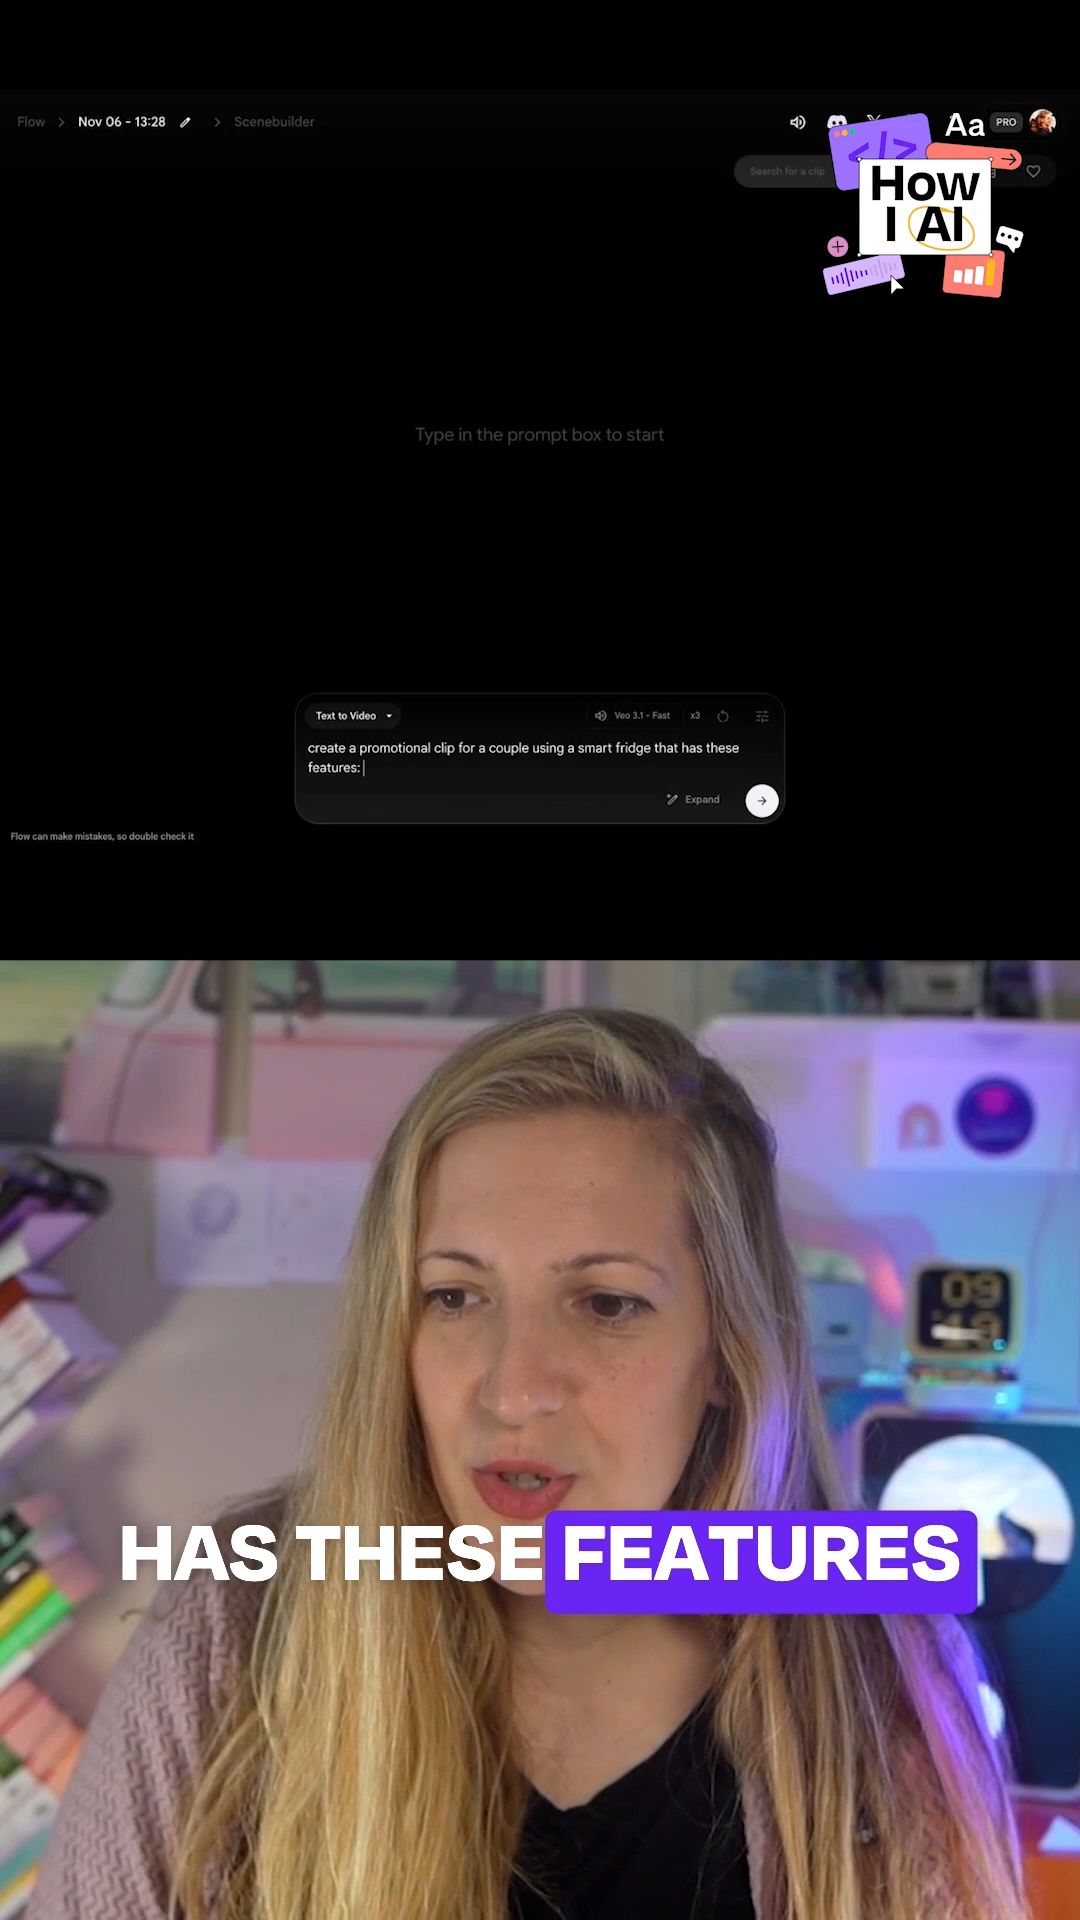 Flow > Nov 06 - 13:28 > Scenebuilder
Aa
PRO
Search for a clip
</>
How
I AI
Type in the prompt box to start
Text to Video
Veo 3.1 - Fast
x3
create a promotional clip for a couple using a smart fridge that has these
features:
Expand
Flow can make mistakes, so double check it
09
HAS THESE FEATURES